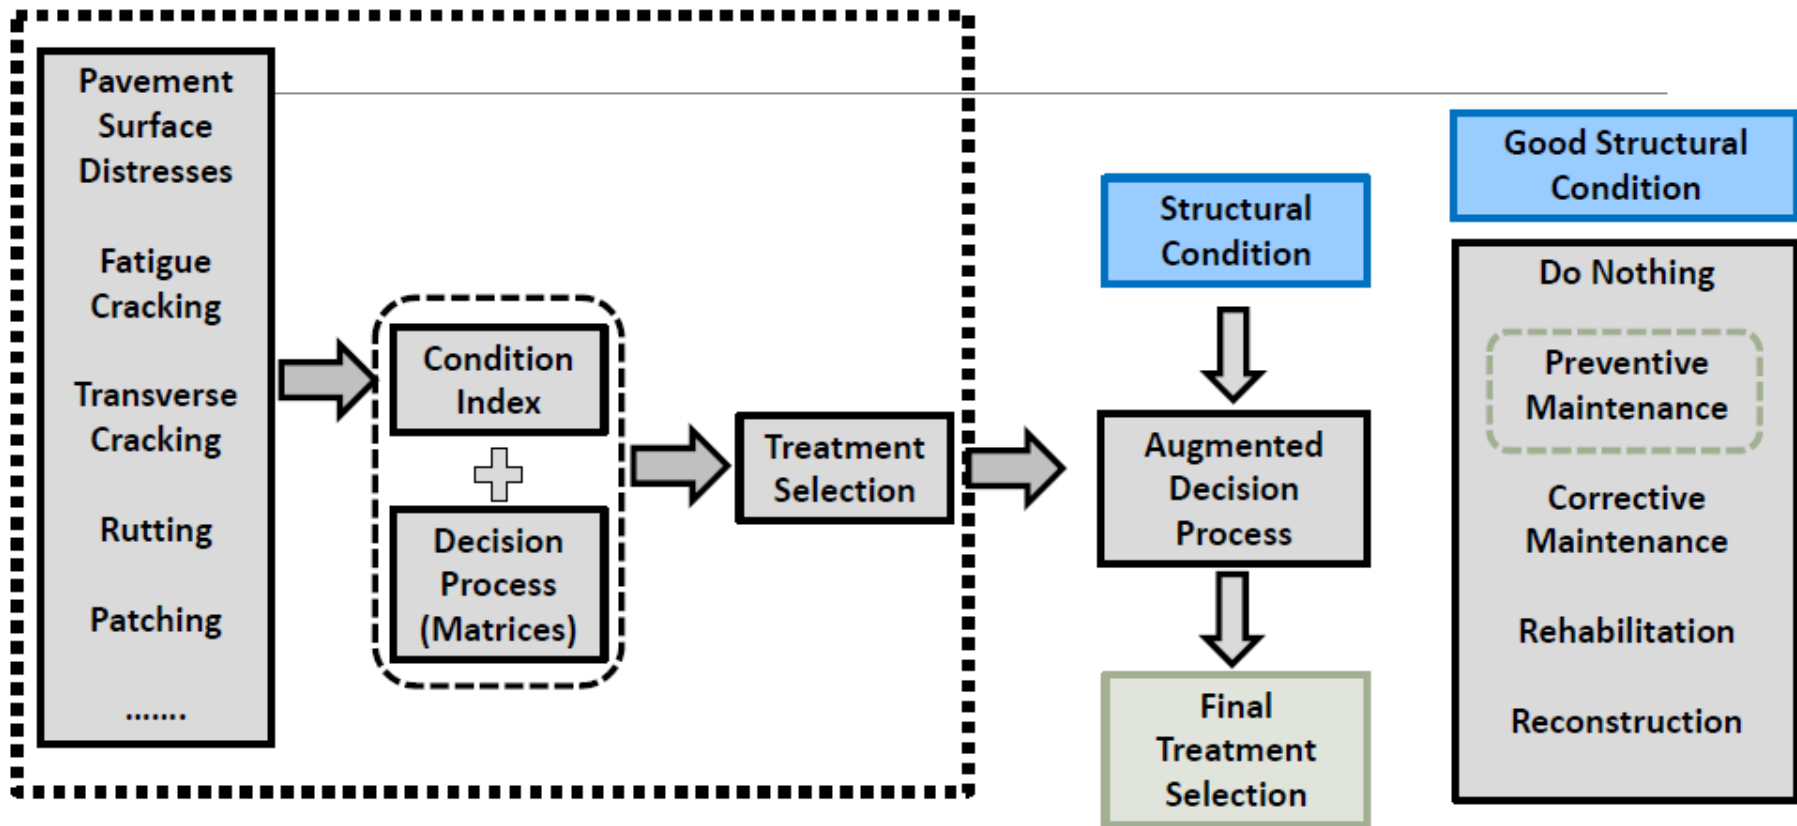 Pavement
Surface
Distresses
Fatigue
Cracking
Transverse
Cracking
Rutting
Patching
.......
Condition
Index
Decision
Process
(Matrices)
Treatment
Selection
Structural
Condition
Augmented
Decision
Process
Final
Treatment
Selection
Good Structural
Condition
Do Nothing
Preventive
Maintenance
Corrective
Maintenance
Rehabilitation
Reconstruction